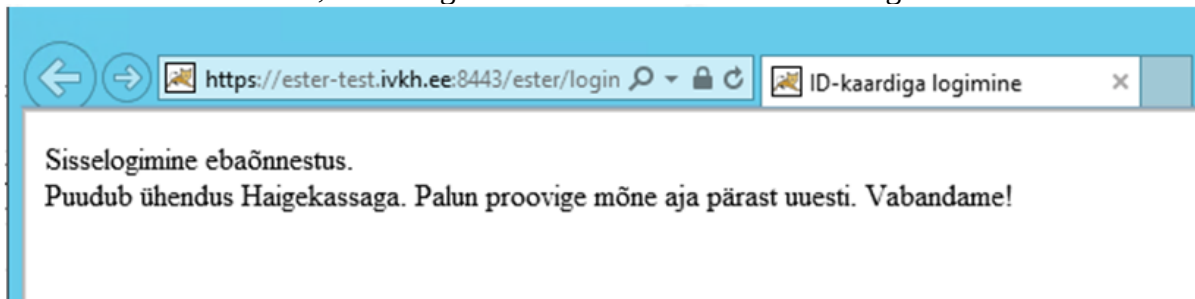 https://ester-test.ivkh.ee:8443/ester/login
ID-kaardiga logimine
Sisselogimine ebaõnnestus.
Puudub ühendus Haigekassaga. Palun proovige mõne aja pärast uuesti. Vabandame!